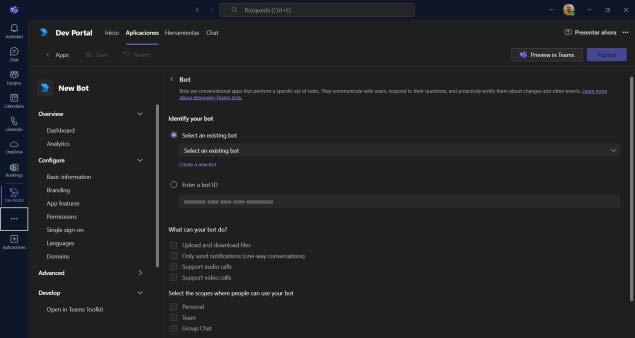 Búsqueda (Ctrl+E)
Dev Portal
Inicio
Aplicaciones
Herramientas
Chat
Presentar ahora
Apps
Save
Revert
Preview in Teams
Publish
Actividad
Chat
Equipos
Calendario
Llamadas
OneDrive
Bookings
Dev Portal
Aplicaciones
New Bot
Overview
Dashboard
Analytics
Configure
Basic information
Branding
App features
Permissions
Single sign-on
Languages
Domains
Advanced
Develop
Open in Teams Toolkit
Bot
Bots are conversational apps that perform a specific set of tasks. They communicate with users, respond to their questions, and proactively notify them about changes and other events. Learn more
about designing Teams bots.
Identify your bot
Select an existing bot
Select an existing bot
Create a new bot
Enter a bot ID
xxxxxxxx-xxxx-xxxx-xxxx-xxxxxxxxxx
What can your bot do?
Upload and download files
Only send notifications (one-way conversations)
Support audio calls
Support video calls
Select the scopes where people can use your bot
Personal
Team
Group Chat